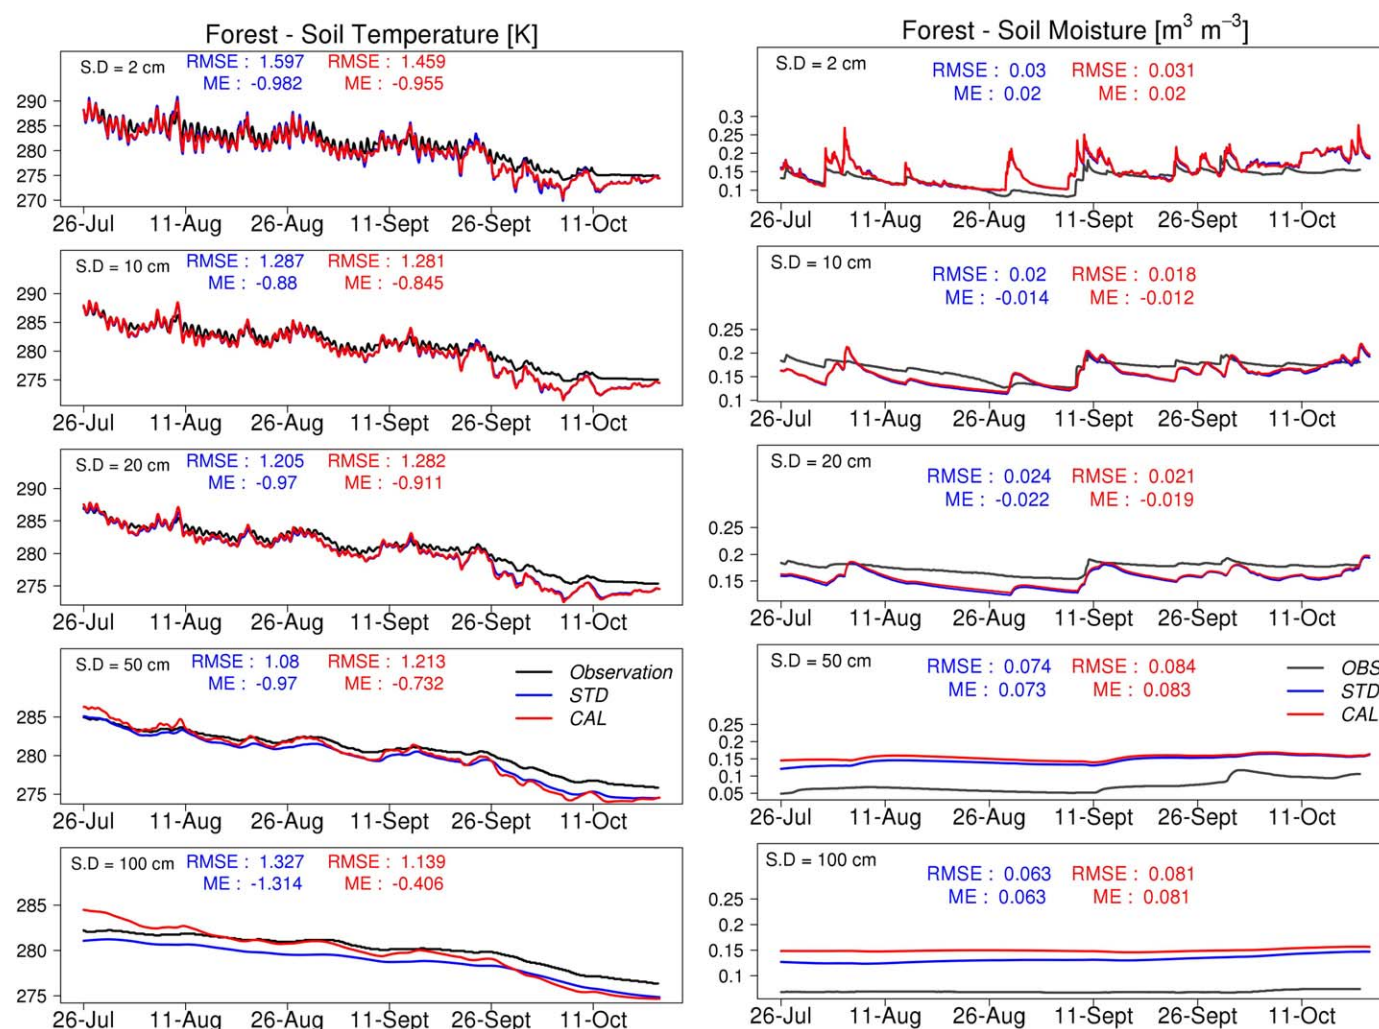 Forest - Soil Temperature [K]
S.D = 2 cm
RMSE : 1.597
RMSE : 1.459
ME : -0.982
ME : -0.955
290
285
280
275
270
26-Jul
11-Aug
26-Aug
11-Sept
26-Sept
11-Oct
S.D = 10 cm
RMSE : 1.287
RMSE : 1.281
ME : -0.88
ME : -0.845
290
285
280
275
26-Jul
11-Aug
26-Aug
11-Sept
26-Sept
11-Oct
S.D = 20 cm
RMSE : 1.205
RMSE : 1.282
ME : -0.97
ME : -0.911
290
285
280
275
26-Jul
11-Aug
26-Aug
11-Sept
26-Sept
11-Oct
S.D = 50 cm
RMSE : 1.08
RMSE : 1.213
ME : -0.97
ME : -0.732
Observation
STD
CAL
285
280
275
26-Jul
11-Aug
26-Aug
11-Sept
26-Sept
11-Oct
S.D = 100 cm
RMSE : 1.327
RMSE : 1.139
ME : -1.314
ME : -0.406
285
280
275
26-Jul
11-Aug
26-Aug
11-Sept
26-Sept
11-Oct
Forest - Soil Moisture [m³ m⁻³]
S.D = 2 cm
RMSE : 0.03
RMSE : 0.031
ME : 0.02
ME : 0.02
0.3
0.25
0.2
0.15
0.1
26-Jul
11-Aug
26-Aug
11-Sept
26-Sept
11-Oct
S.D = 10 cm
RMSE : 0.02
RMSE : 0.018
ME : -0.014
ME : -0.012
0.25
0.2
0.15
0.1
26-Jul
11-Aug
26-Aug
11-Sept
26-Sept
11-Oct
S.D = 20 cm
RMSE : 0.024
RMSE : 0.021
ME : -0.022
ME : -0.019
0.25
0.2
0.15
26-Jul
11-Aug
26-Aug
11-Sept
26-Sept
11-Oct
S.D = 50 cm
RMSE : 0.074
RMSE : 0.084
ME : 0.073
ME : 0.083
OBS
STD
CAL
0.25
0.2
0.15
0.1
0.05
26-Jul
11-Aug
26-Aug
11-Sept
26-Sept
11-Oct
S.D = 100 cm
RMSE : 0.063
RMSE : 0.081
ME : 0.063
ME : 0.081
0.25
0.2
0.15
0.1
26-Jul
11-Aug
26-Aug
11-Sept
26-Sept
11-Oct